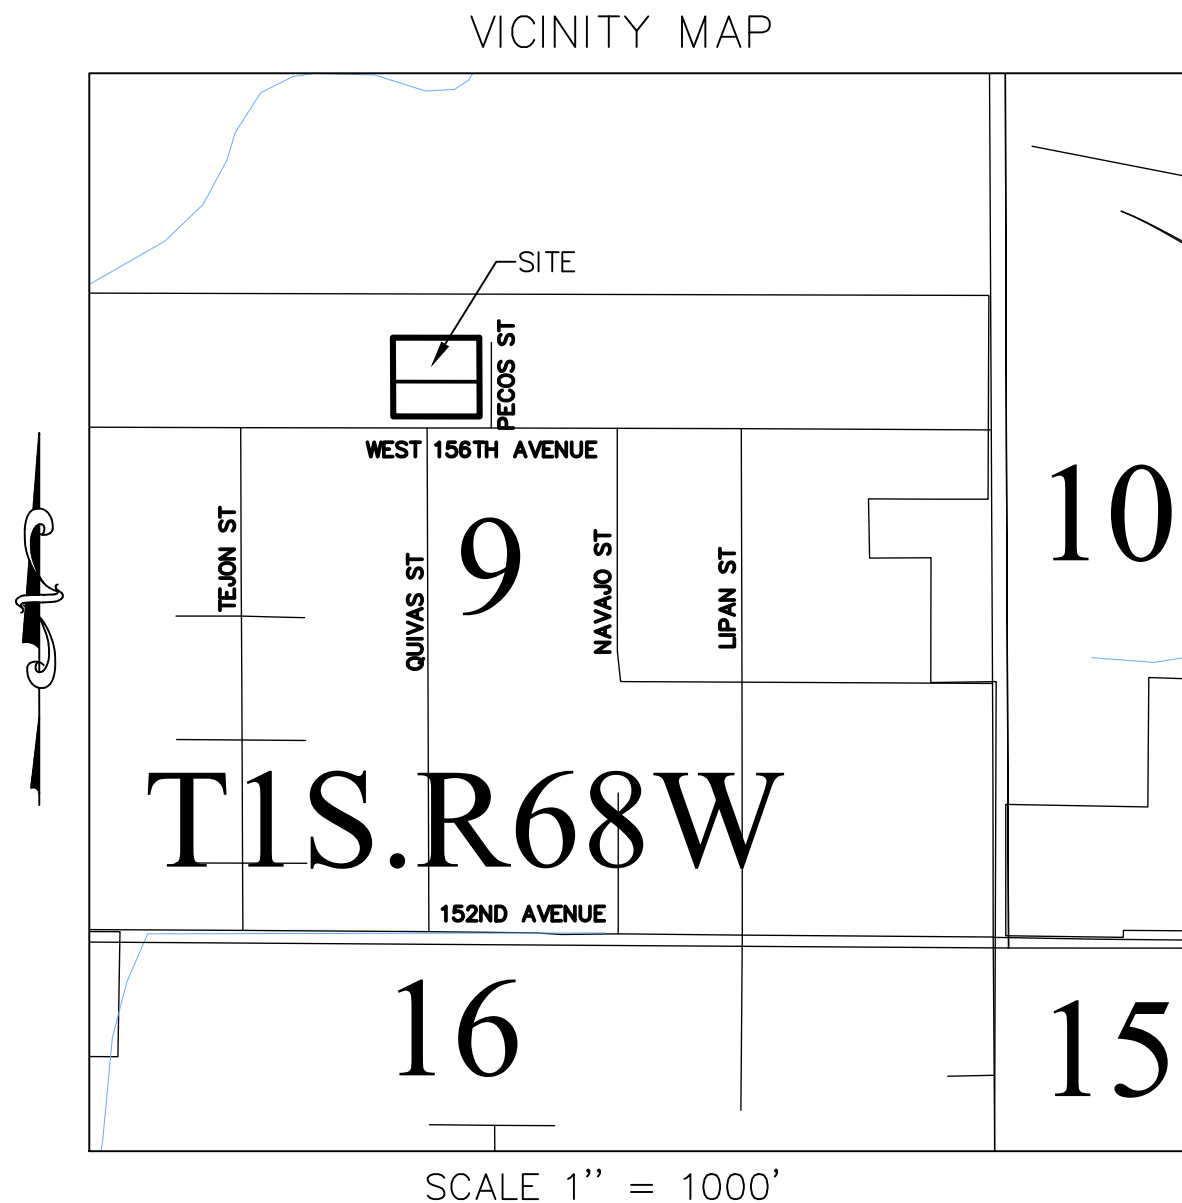 VICINITY MAP
SITE
PECOS ST
WEST 156TH AVENUE
10
9
TEJON ST
QUIVAS ST
NAVAJO ST
LIPAN ST
T1S.R68W
152ND AVENUE
16
15
SCALE 1'' = 1000'